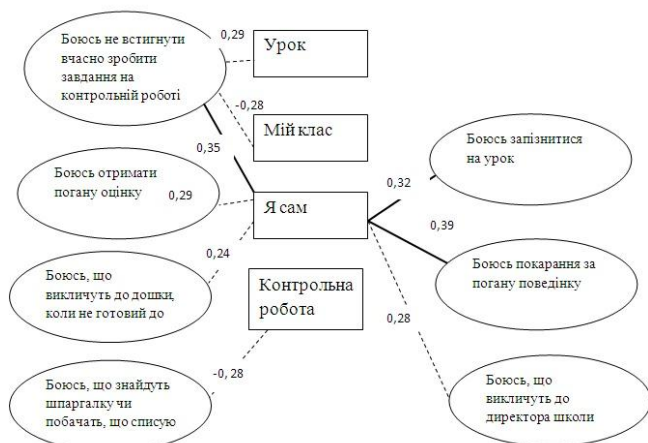 Боюсь не встигнути
вчасно зробити
завдання на
контрольній роботі
0,29
Урок
-0,28
Мій клас
0,35
Боюсь запізнитися
на урок
Боюсь отримати
погану оцінку
0,29
Я сам
0,32
0,39
0,24
Боюсь, що
викличуть до дошки,
коли не готовий до
Контрольна
робота
Боюсь покарання за
погану поведінку
0,28
-0, 28
Боюсь, що знайдуть
шпаргалку чи
побачать, що списую
Боюсь, що
викличуть до
директора школи